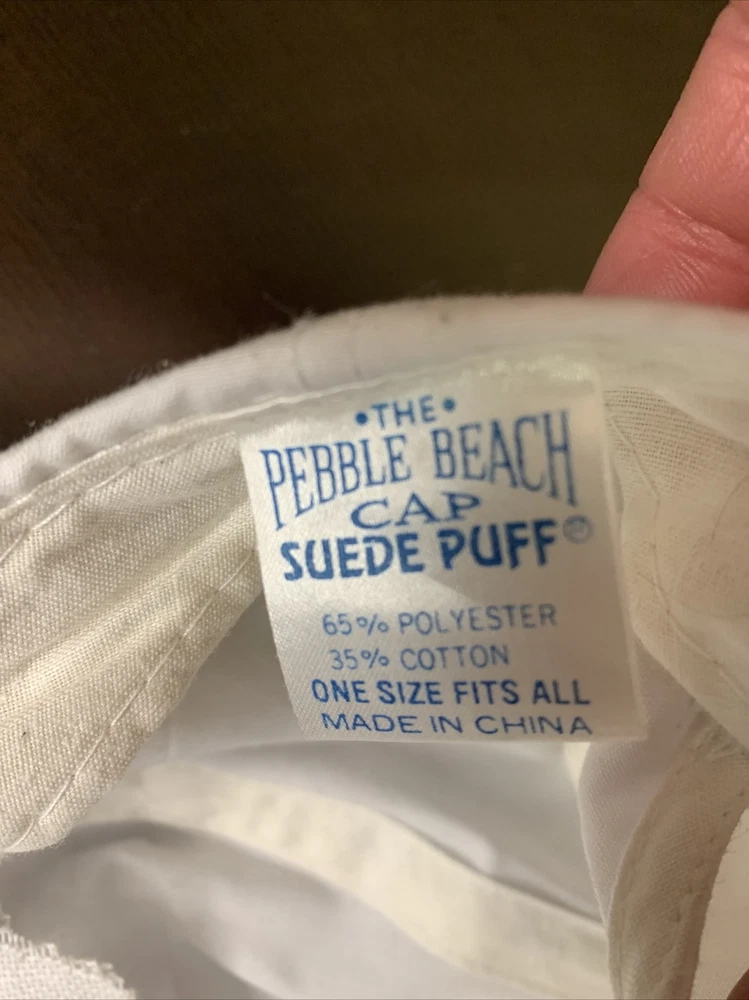 •THE•
PEBBLE BEACH
CAP
SUEDE PUFF®
65% POLYESTER
35% COTTON
ONE SIZE FITS ALL
MADE IN CHINA